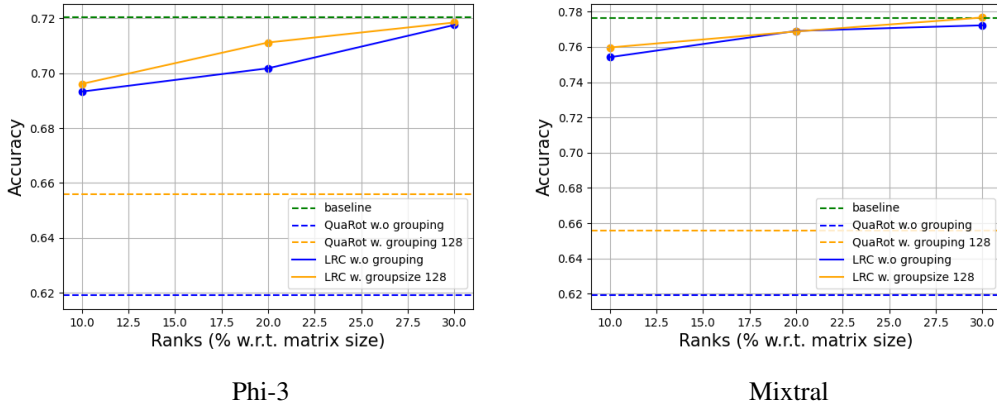 0.72
0.70
0.68
0.66
0.64
0.62
Accuracy
baseline
QuaRot w.o grouping
QuaRot w. grouping 128
LRC w.o grouping
LRC w. groupsize 128
10.0 12.5 15.0 17.5 20.0 22.5 25.0 27.5 30.0
Ranks (% w.r.t. matrix size)
Phi-3
0.78
0.76
0.74
0.72
0.70
0.68
0.66
0.64
0.62
Accuracy
baseline
QuaRot w.o grouping
QuaRot w. grouping 128
LRC w.o grouping
LRC w. groupsize 128
10.0 12.5 15.0 17.5 20.0 22.5 25.0 27.5 30.0
Ranks (% w.r.t. matrix size)
Mixtral